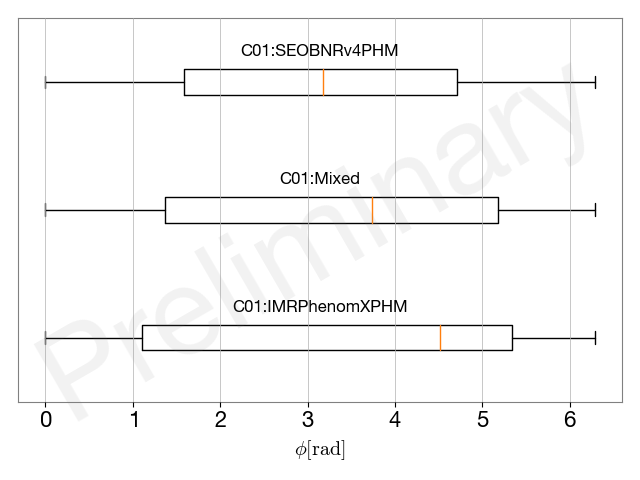 C01:SEOBNRv4PHM
C01:Mixed
C01:IMRPhenomXPHM
Preliminary
0 1 2 3 4 5 6
ϕ[rad]